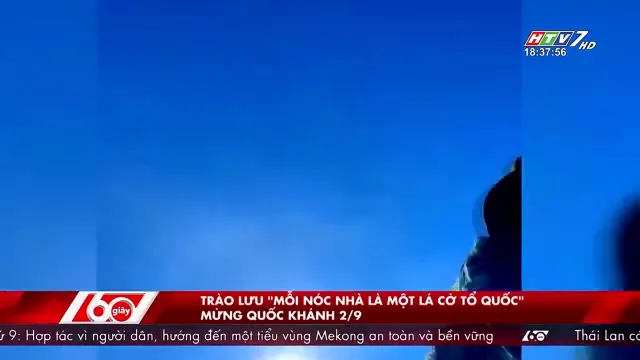 HTV7 HD
18:37:56
60 giây
TRÀO LƯU "MỖI NÓC NHÀ LÀ MỘT LÁ CỜ TỔ QUỐC"
MỪNG QUỐC KHÁNH 2/9
ứ 9: Hợp tác vì người dân, hướng đến một tiểu vùng Mekong an toàn và bền vững 60 Thái Lan cá